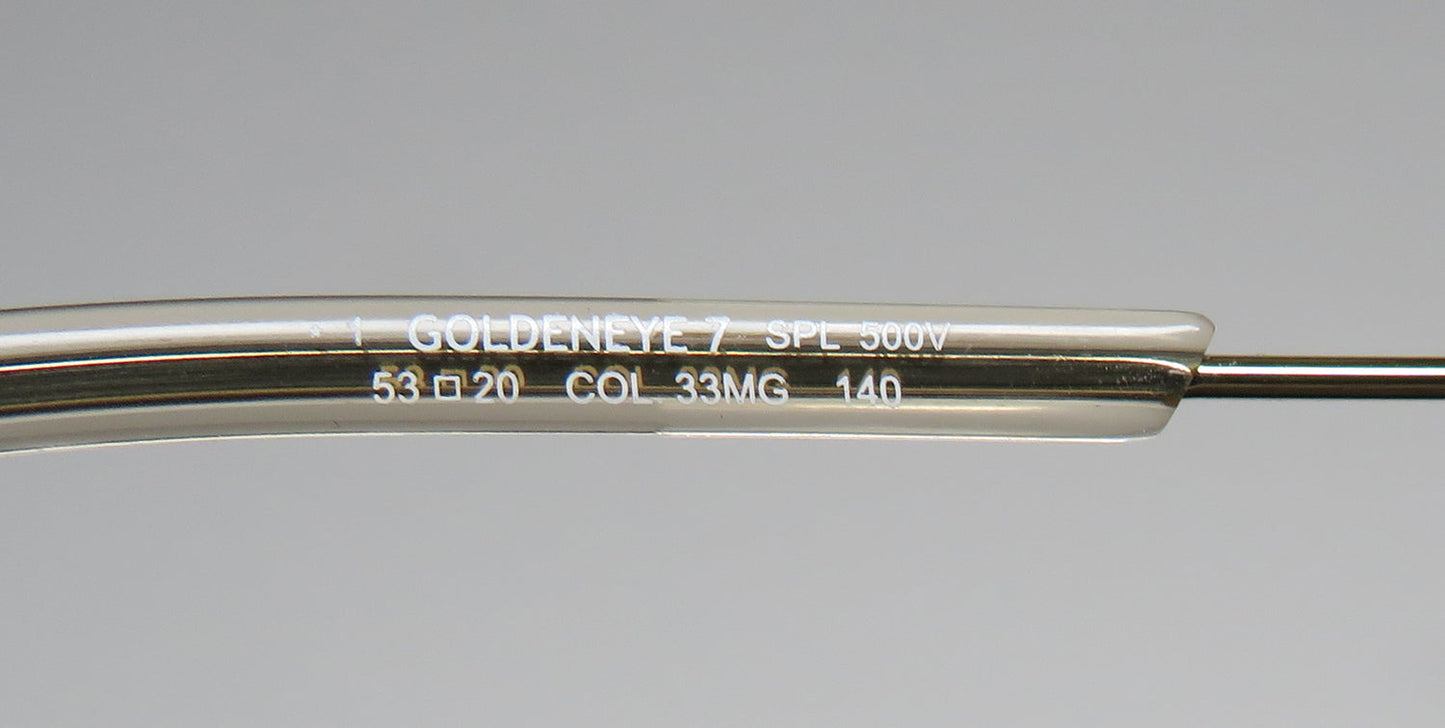 * 1 GOLDENEYE 7 SPL 500V
53□20 COL. 33MG 140